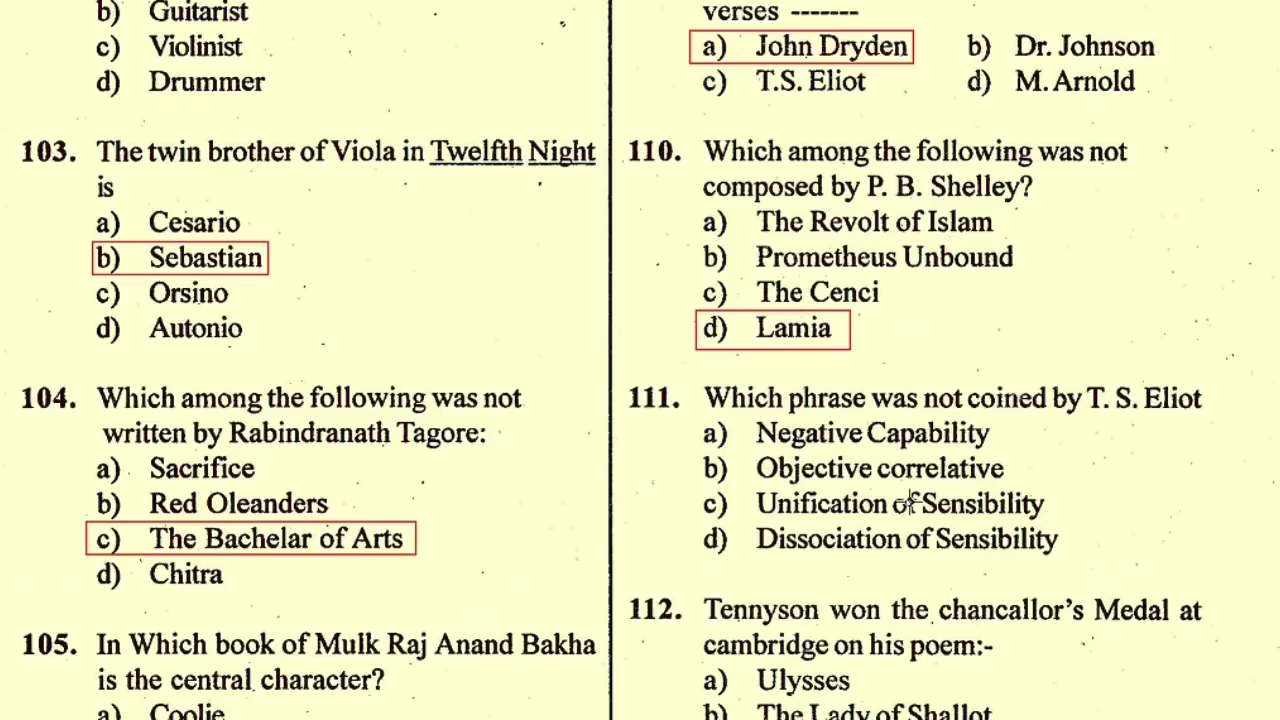 b) Guitarist
c) Violinist
d) Drummer
103. The twin brother of Viola in Twelfth Night
is
a) Cesario
b) Sebastian
c) Orsino
d) Autonio
104. Which among the following was not
written by Rabindranath Tagore:
a) Sacrifice
b) Red Oleanders
c) The Bachelar of Arts
d) Chitra
105. In Which book of Mulk Raj Anand Bakha
is the central character?
a) Coolie
verses -------
a) John Dryden b) Dr. Johnson
c) T.S. Eliot d) M. Arnold
110. Which among the following was not
composed by P. B. Shelley?
a) The Revolt of Islam
b) Prometheus Unbound
c) The Cenci
d) Lamia
111. Which phrase was not coined by T. S. Eliot
a) Negative Capability
b) Objective correlative
c) Unification of Sensibility
d) Dissociation of Sensibility
112. Tennyson won the chancallor's Medal at
cambridge on his poem:-
a) Ulysses
b) The Lady of Shallot